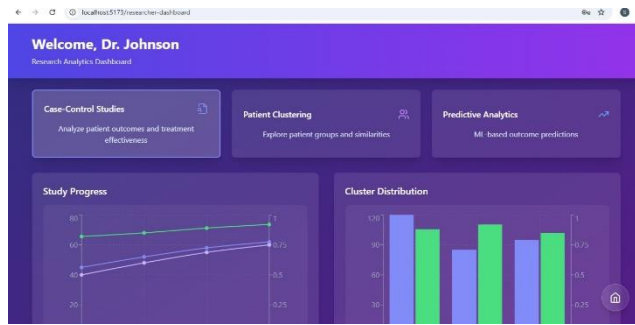 localhost:5173/researcher-dashboard
Welcome, Dr. Johnson
Research Analytics Dashboard
Case-Control Studies
Analyze patient outcomes and treatment
effectiveness
Patient Clustering
Explore patient groups and similarities
Predictive Analytics
ML-based outcome predictions
Study Progress
80
60
40
20
1
0.75
0.5
0.25
Cluster Distribution
120
90
60
30
1
0.75
0.5
0.25